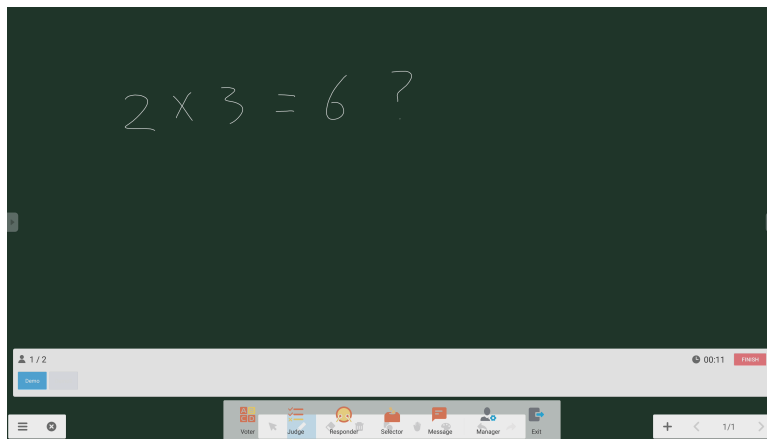 2 × 3 = 6 ?
1 / 2
00:11
FINISH
Demo
A B C D
Voter
Judge
Responder
Selector
Message
Manager
Exit
1/1